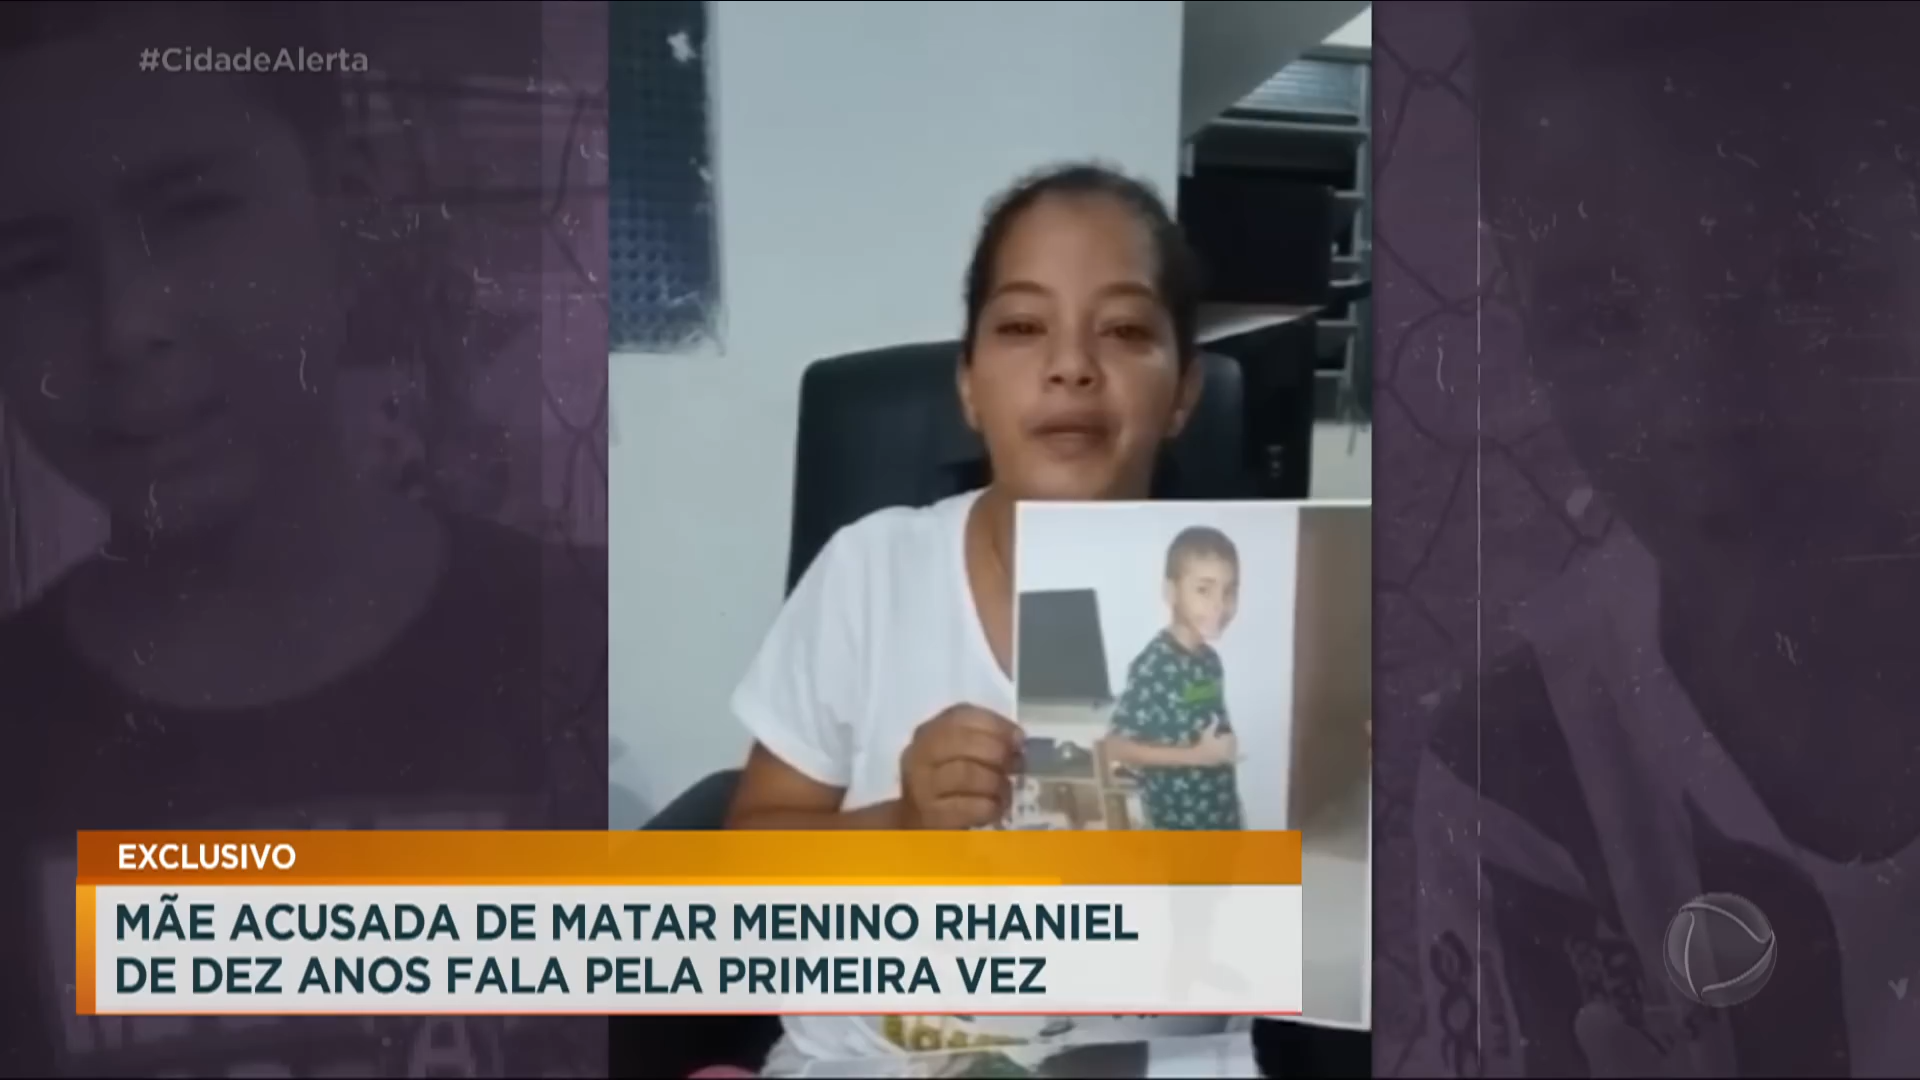 #CidadeAlerta
EXCLUSIVO
MÃE ACUSADA DE MATAR MENINO RHANIEL
DE DEZ ANOS FALA PELA PRIMEIRA VEZ